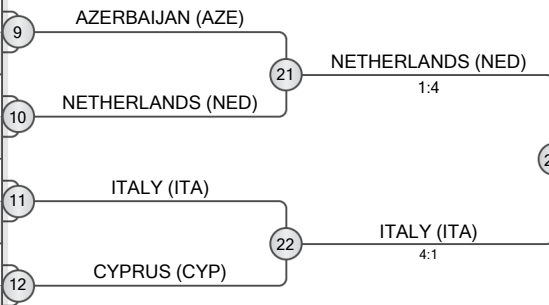 AZERBAIJAN (AZE)
9
21
NETHERLANDS (NED)
1:4
NETHERLANDS (NED)
10
ITALY (ITA)
11
22
ITALY (ITA)
4:1
CYPRUS (CYP)
12